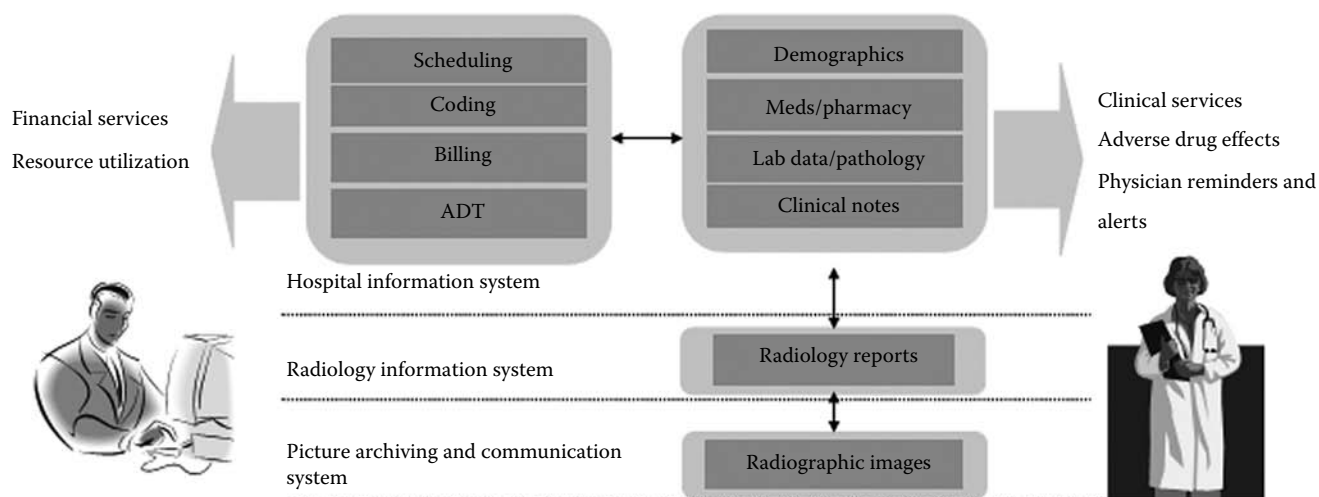 Financial services
Resource utilization
Scheduling
Coding
Billing
ADT
Demographics
Meds/pharmacy
Lab data/pathology
Clinical notes
Clinical services
Adverse drug effects
Physician reminders and
alerts
Hospital information system
Radiology information system
Radiology reports
Picture archiving and communication
system
Radiographic images